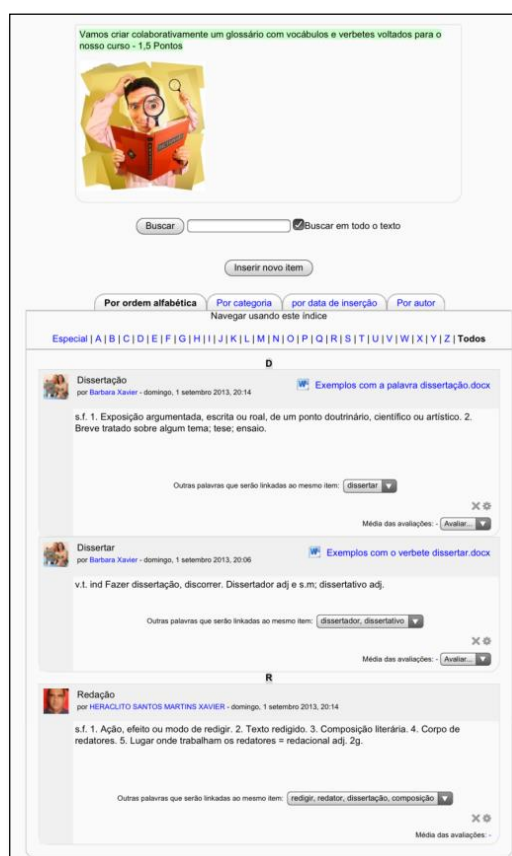 Vamos criar colaborativamente um glossário com vocábulos e verbetes voltados para o
nosso curso - 1,5 Pontos
DICTIONARY
Buscar Buscar em todo o texto
Inserir novo item
Por ordem alfabética Por categoria por data de inserção Por autor
Navegar usando este índice
Especial | A | B | C | D | E | F | G | H | I | J | K | L | M | N | O | P | Q | R | S | T | U | V | W | X | Y | Z | Todos
D
Dissertação
Exemplos com a palavra dissertação.docx
por Barbara Xavier - domingo, 1 setembro 2013, 20:14
s.f. 1. Exposição argumentada, escrita ou roal, de um ponto doutrinário, científico ou artístico. 2.
Breve tratado sobre algum tema; tese; ensaio.
Outras palavras que serão linkadas ao mesmo item: dissertar
Média das avaliações: - Avaliar...
Dissertar
Exemplos com o verbete dissertar.docx
por Barbara Xavier - domingo, 1 setembro 2013, 20:06
v.t. ind Fazer dissertação, discorrer. Dissertador adj e s.m; dissertativo adj.
Outras palavras que serão linkadas ao mesmo item: dissertador, dissertativo
Média das avaliações: - Avaliar...
R
Redação
por HERACLITO SANTOS MARTINS XAVIER - domingo, 1 setembro 2013, 20:14
s.f. 1. Ação, efeito ou modo de redigir. 2. Texto redigido. 3. Composição literária. 4. Corpo de
redatores. 5. Lugar onde trabalham os redatores = redacional adj. 2g.
Outras palavras que serão linkadas ao mesmo item: redigir, redator, dissertação, composição
Média das avaliações: -